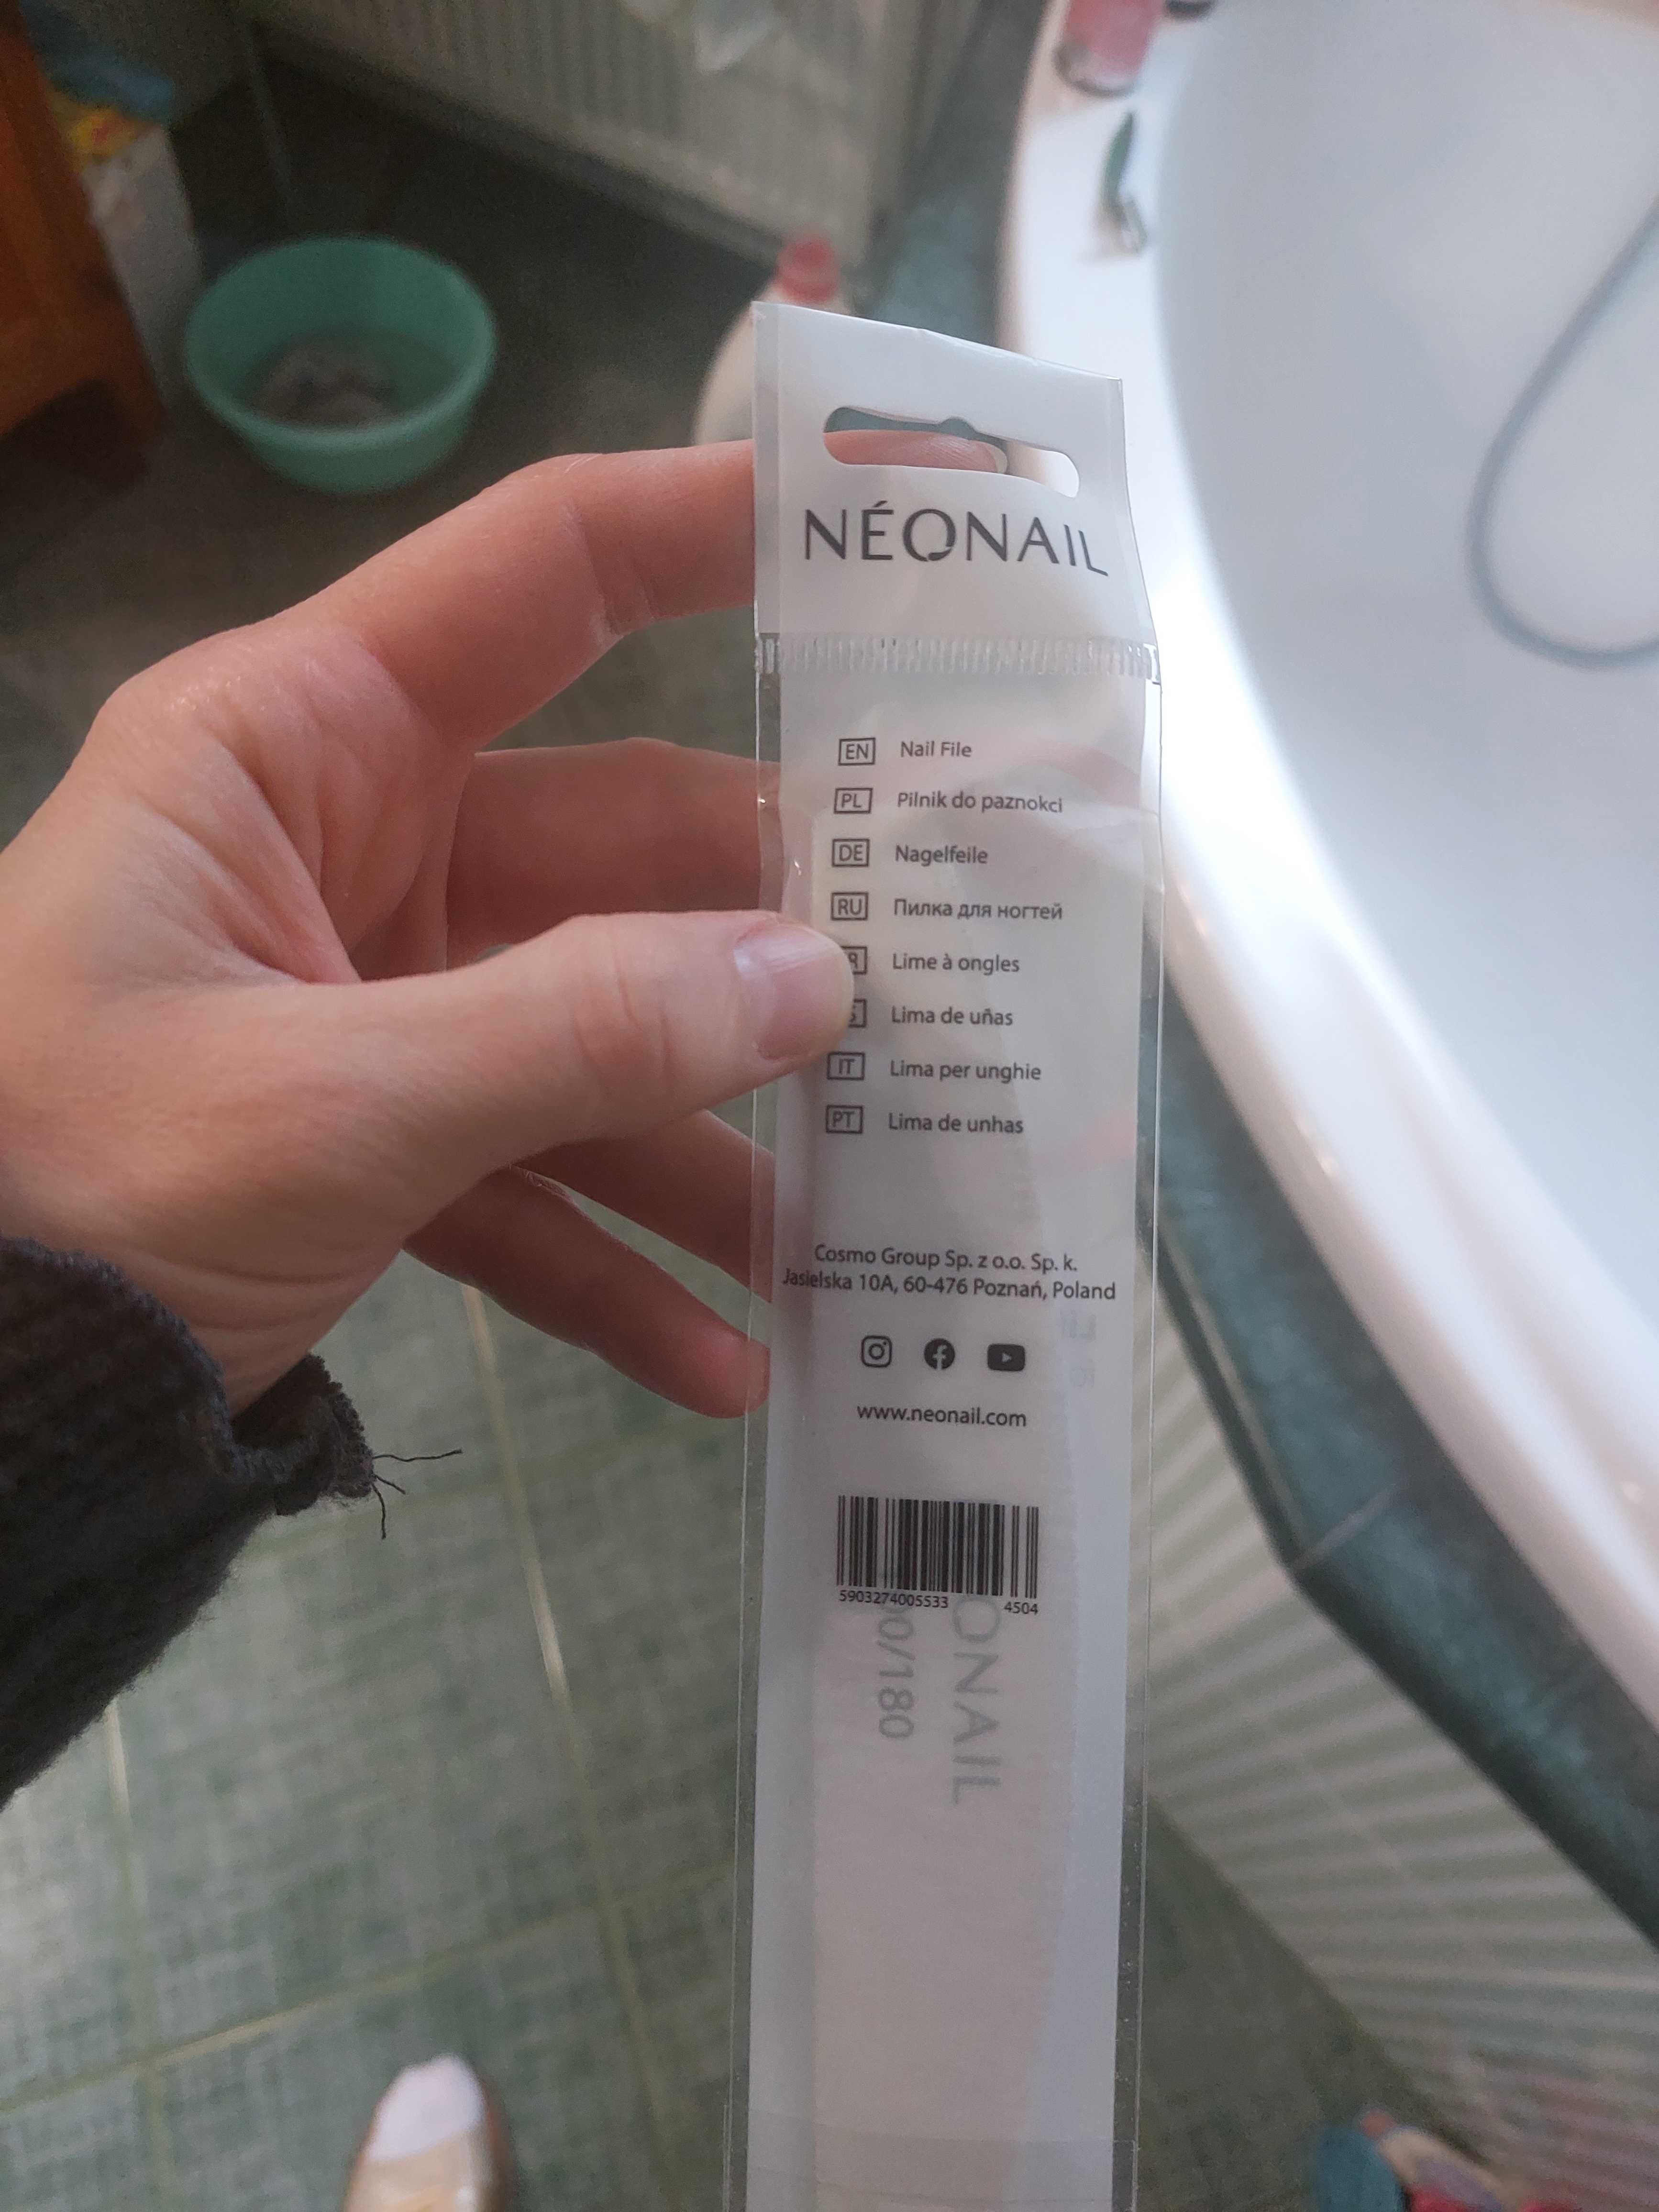 NÉONAIL
EN Nail File
PL Pilnik do paznokci
DE Nagelfeile
RU Пилка для ногтей
Lime à ongles
Lima de uñas
IT Lima per unghie
PT Lima de unhas
Cosmo Group Sp. z o.o. Sp. k.
Jasielska 10A, 60-476 Poznań, Poland
www.neonail.com
5903274005533 4504
ONAIL
0/180